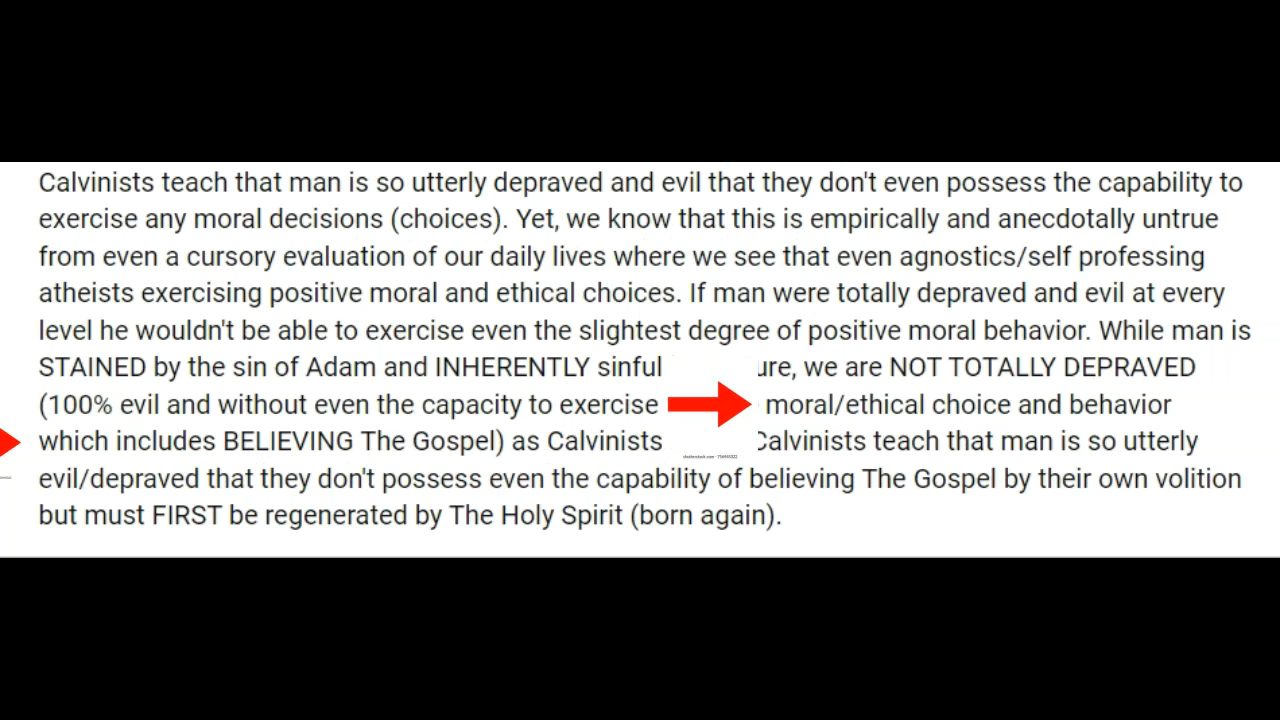 Calvinists teach that man is so utterly depraved and evil that they don't even possess the capability to
exercise any moral decisions (choices). Yet, we know that this is empirically and anecdotally untrue
from even a cursory evaluation of our daily lives where we see that even agnostics/self professing
atheists exercising positive moral and ethical choices. If man were totally depraved and evil at every
level he wouldn't be able to exercise even the slightest degree of positive moral behavior. While man is
STAINED by the sin of Adam and INHERENTLY sinful ure, we are NOT TOTALLY DEPRAVED
(100% evil and without even the capacity to exercise moral/ethical choice and behavior
which includes BELIEVING The Gospel) as Calvinists Calvinists teach that man is so utterly
evil/depraved that they don't possess even the capability of believing The Gospel by their own volition
but must FIRST be regenerated by The Holy Spirit (born again).